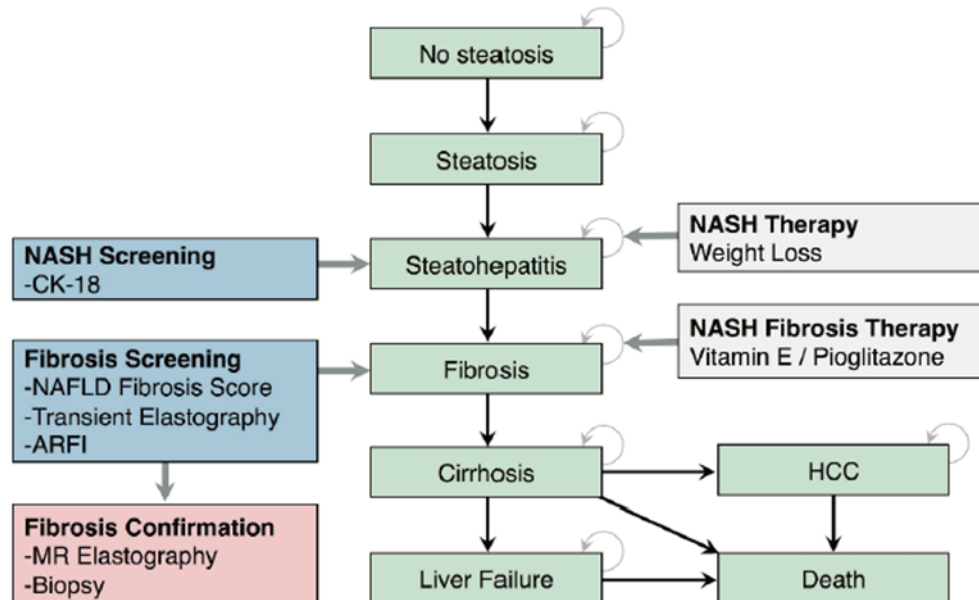 No steatosis
Steatosis
NASH Screening
-CK-18
Steatohepatitis
NASH Therapy
Weight Loss
Fibrosis Screening
-NAFLD Fibrosis Score
-Transient Elastography
-ARFI
Fibrosis
NASH Fibrosis Therapy
Vitamin E / Pioglitazone
Cirrhosis
HCC
Fibrosis Confirmation
-MR Elastography
-Biopsy
Liver Failure
Death